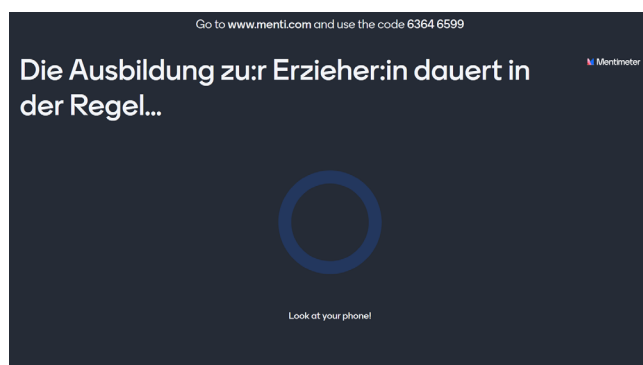 Go to www.menti.com and use the code 6364 6599
Die Ausbildung zu:r Erzieher:in dauert in
der Regel...
Mentimeter
Look at your phone!